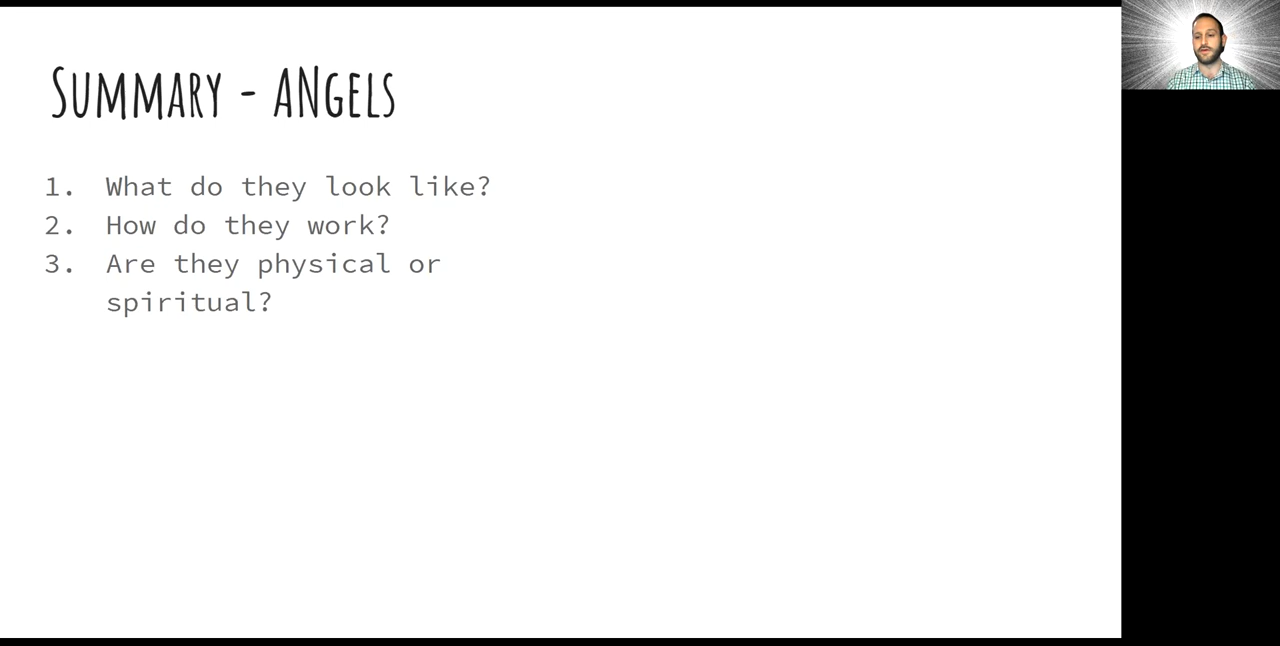 SUMMARY - ANGELS
1. What do they look like?
2. How do they work?
3. Are they physical or
spiritual?